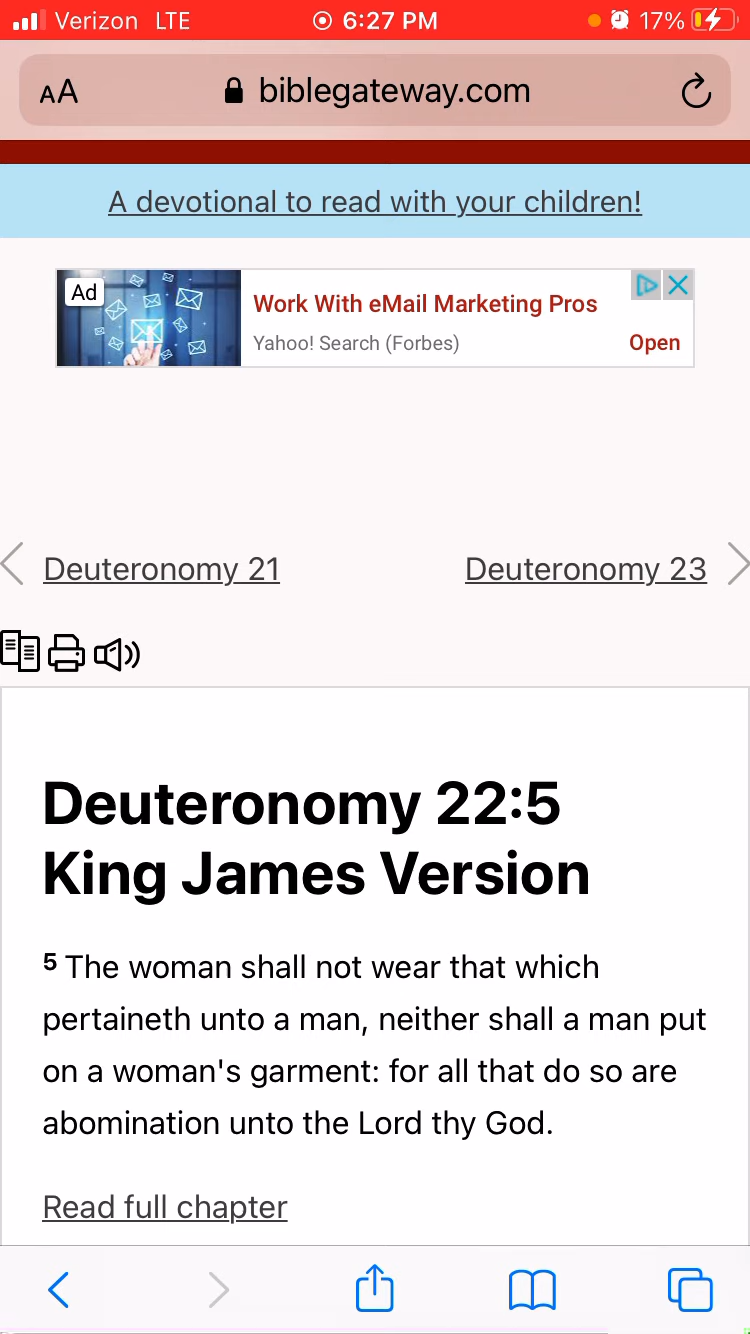 Verizon LTE 6:27 PM 17%
AA biblegateway.com
A devotional to read with your children!
Ad
Work With eMail Marketing Pros
Yahoo! Search (Forbes) Open
Deuteronomy 21 Deuteronomy 23
Deuteronomy 22:5
King James Version
5 The woman shall not wear that which
pertaineth unto a man, neither shall a man put
on a woman's garment: for all that do so are
abomination unto the Lord thy God.
Read full chapter